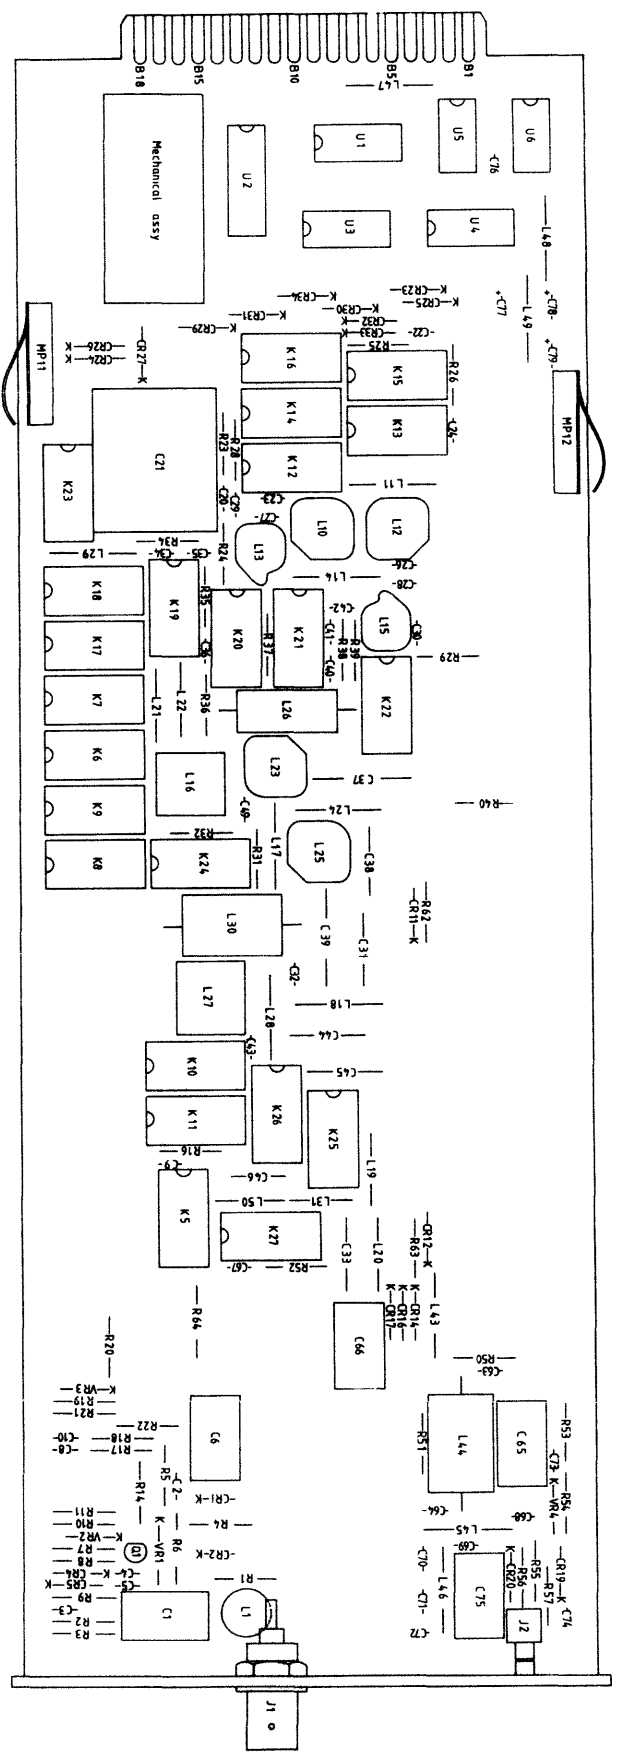 B18
B15
B10
B5
B1
L47
Mechanical assy
U2
U1
U5
C76
U6
U3
U4
L48
CR34-K
CR23-K
CR25-K
CR30-K
CR31-K
CR32-K
CR33-K
CR29-K
+C77
L49
+C78-
+C79-
C22-
R25
MP11
K-CR26
K-CR24
CR27-K
K16
K15
R26
K14
K13
C24-
MP12
C21
R23
R28
K12
K23
C20-
C29-
C23-
L11
C27-
L10
L12
L13
R34
R24
C26-
C28-
L29
C34-
C35-
L14
K18
K19
R35
K20
R37
K21
C42-
C41-
R38
R39
L15
C30-
K17
C36-
C40-
R29
K22
L21
L22
R36
L26
K7
K6
L16
L23
C37
C49-
L24
R40
K9
R32
L17
L25
C38
K8
K24
R31
R62
CR11-K
L30
C39
C31
L27
C32-
L28
L18
C44
K10
C43-
C45
K26
K25
K11
R16
C9-
C46
L19
K5
L50
L31
K27
C67-
R52
C33
L20
CR12-K
R63
R64
K-CR17
K-CR16
K-CR14
L43
C66
R20
R50
C63-
VR3-K
R19
R21
R22
C6
R51
L44
C65
R53
C10-
R18
C8-
R17
R5
C2-
R14
CR1-K
C73-
K-VR4
R54
R11
R10
R4
C64-
C68-
VR2-K
K-VR1
R6
L45
R7
R8
Q1
CR2-K
C69-
CR4-K
C4-
CR5-K
C5-
C70-
L46
K-CR20
R56
R55
CR19-K
R57
R9
C3-
R2
R3
C1
R1
L1
C71-
C72
C75
J2
C74
J1